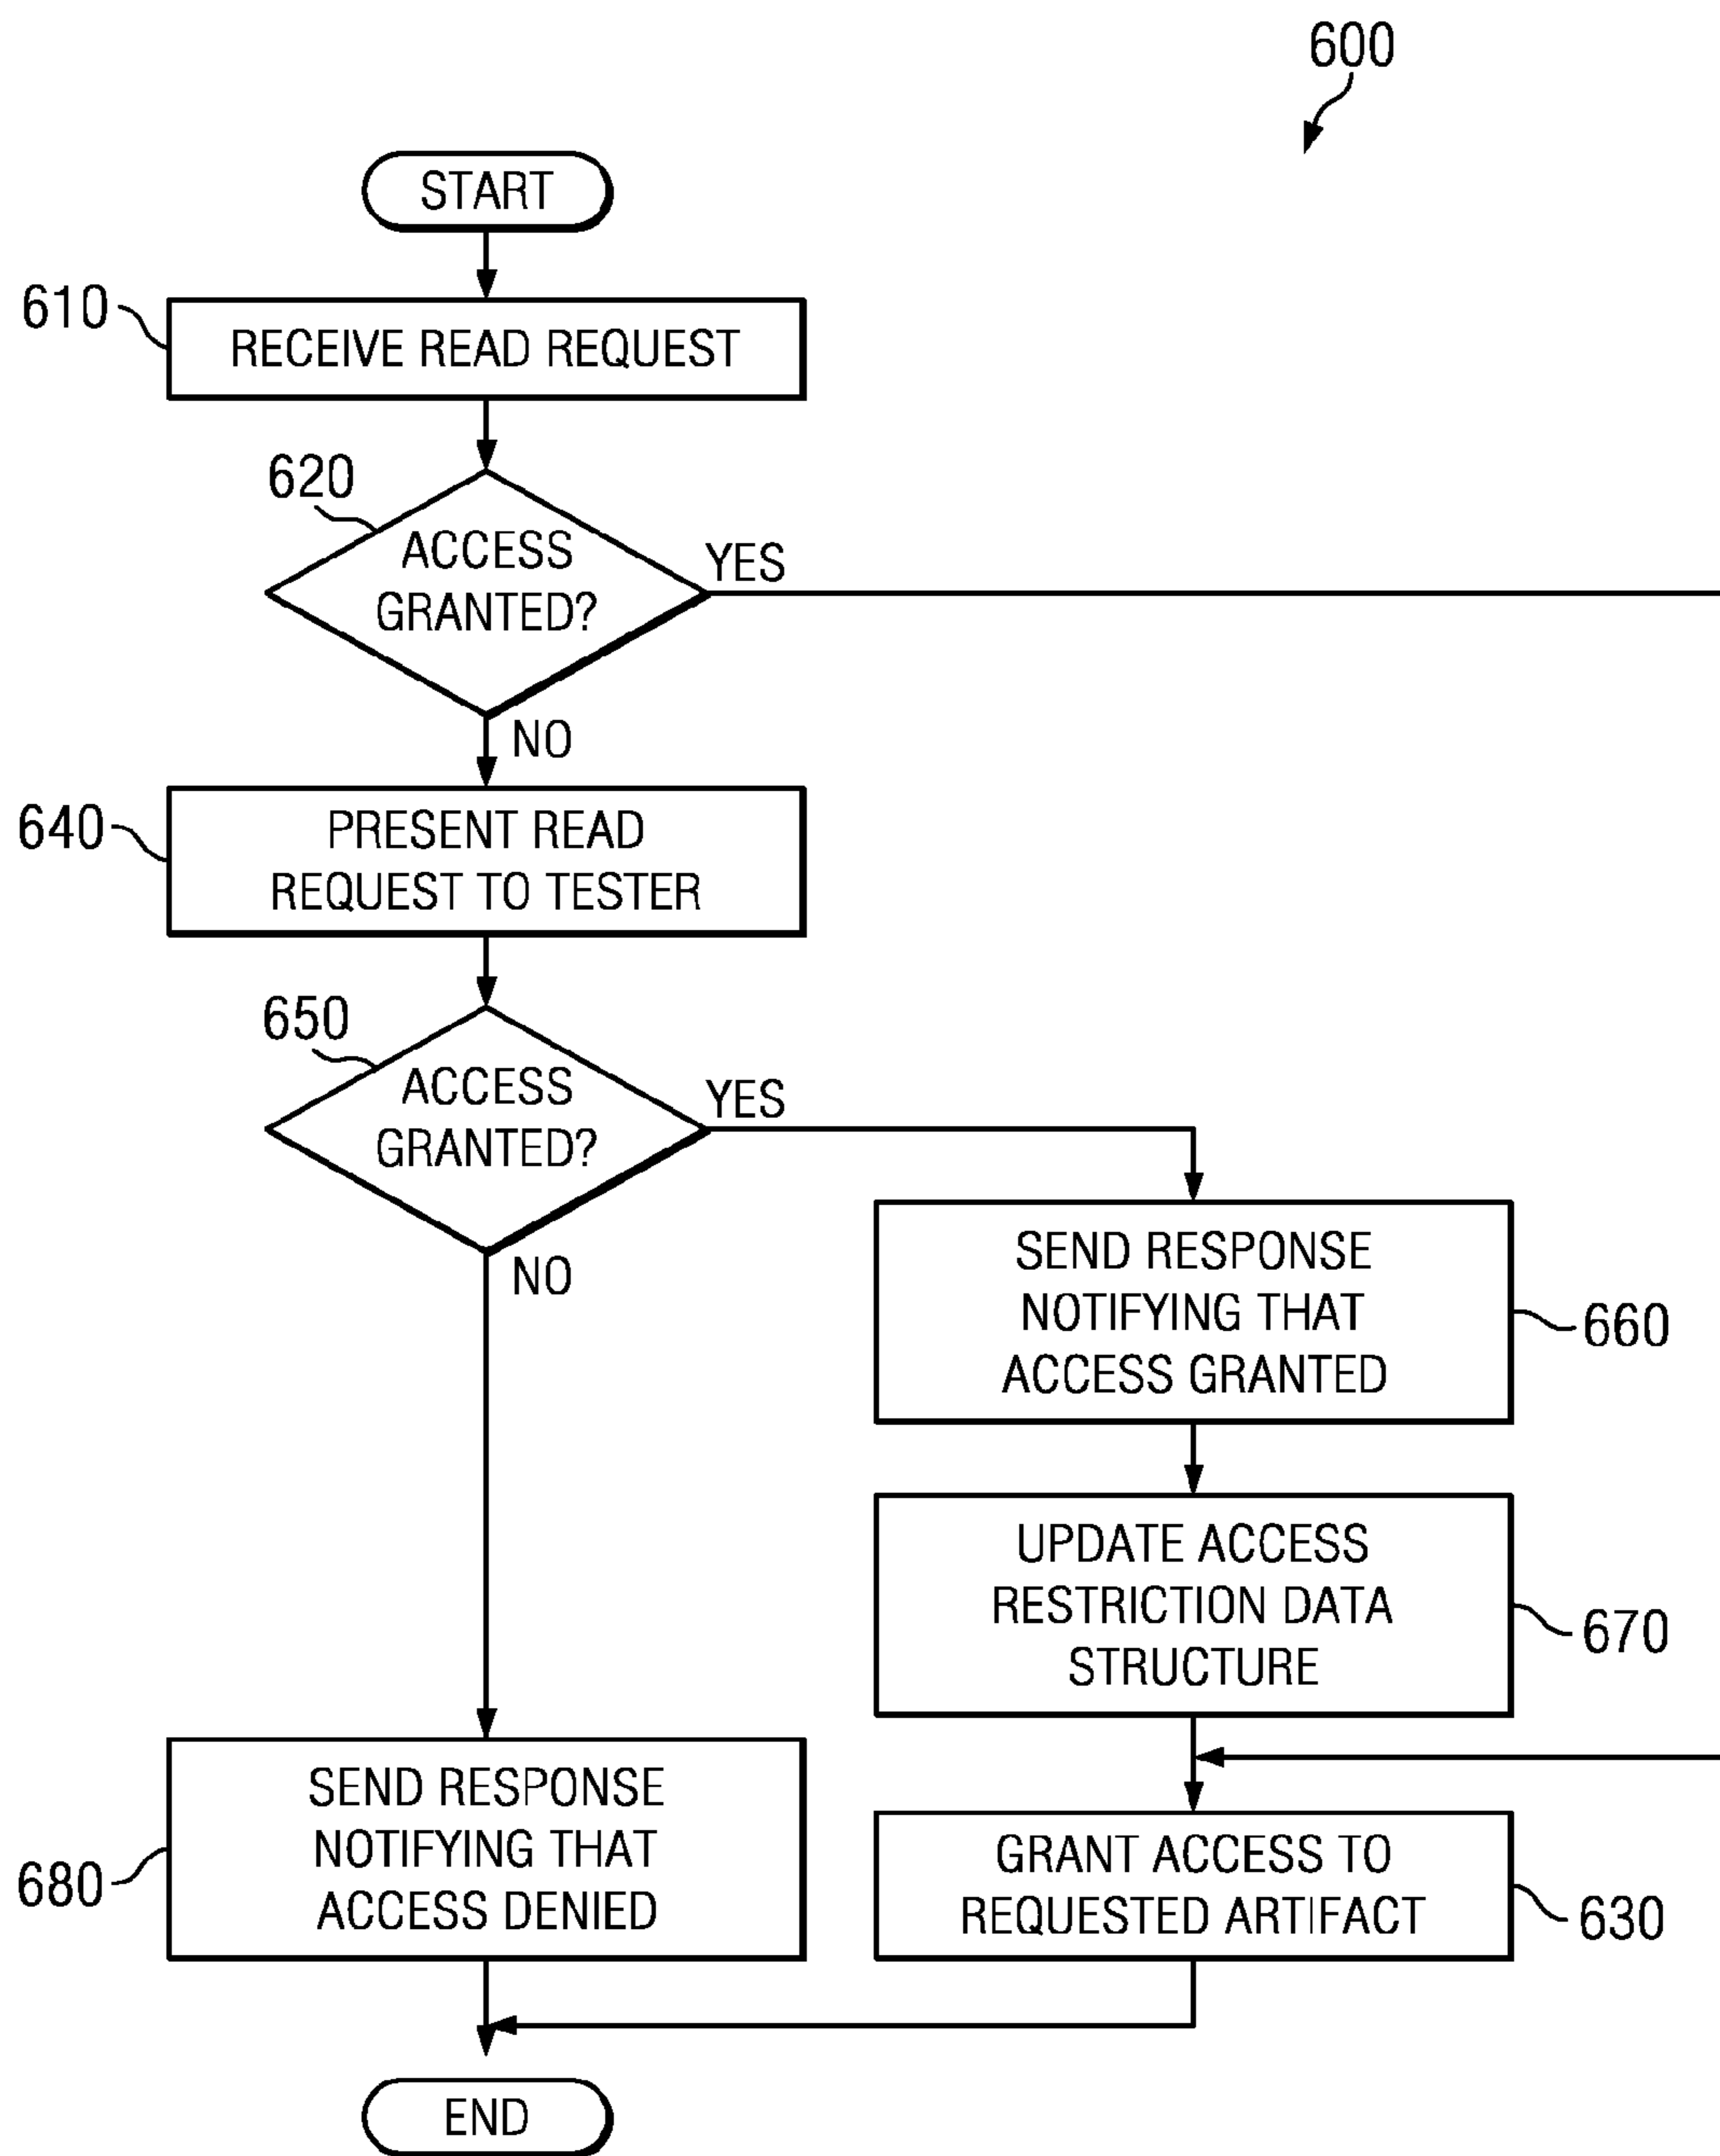 600
START
610
RECEIVE READ REQUEST
620
ACCESS
GRANTED?
YES
NO
640
PRESENT READ
REQUEST TO TESTER
650
ACCESS
GRANTED?
YES
NO
SEND RESPONSE
NOTIFYING THAT
ACCESS GRANTED
660
UPDATE ACCESS
RESTRICTION DATA
STRUCTURE
670
680
SEND RESPONSE
NOTIFYING THAT
ACCESS DENIED
GRANT ACCESS TO
REQUESTED ARTIFACT
630
END